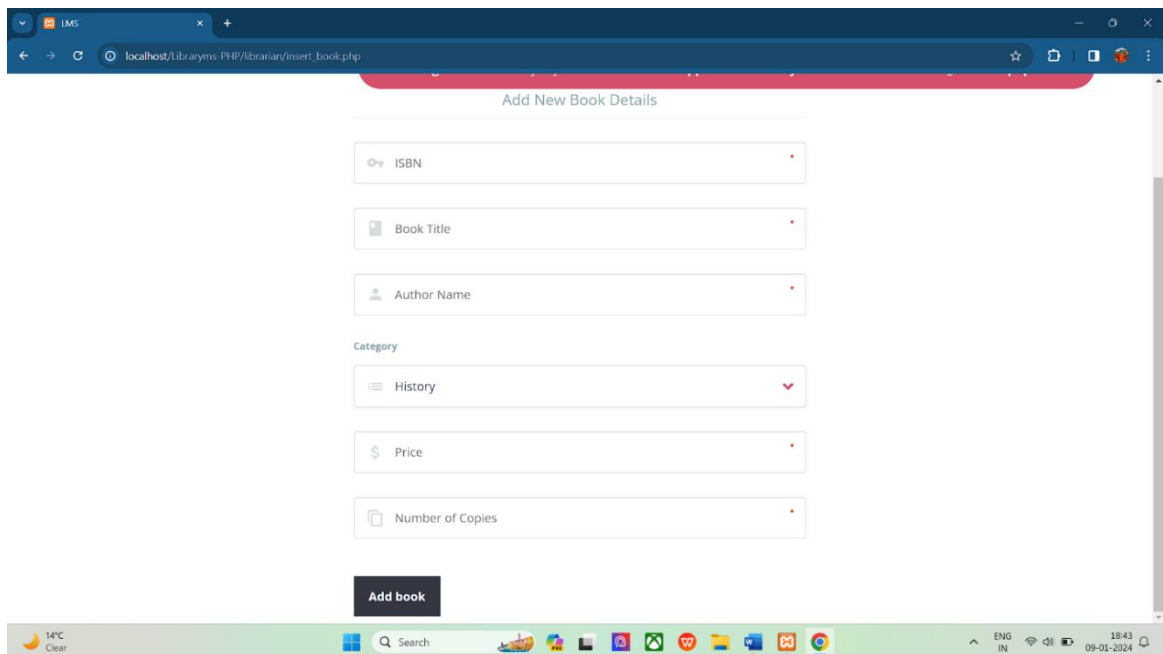 LMS
localhost/Libraryms-PHP/librarian/insert_book.php
Add New Book Details
ISBN
Book Title
Author Name
Category
History
Price
Number of Copies
Add book
14°C
Clear
Search
ENG
IN
18:43
09-01-2024